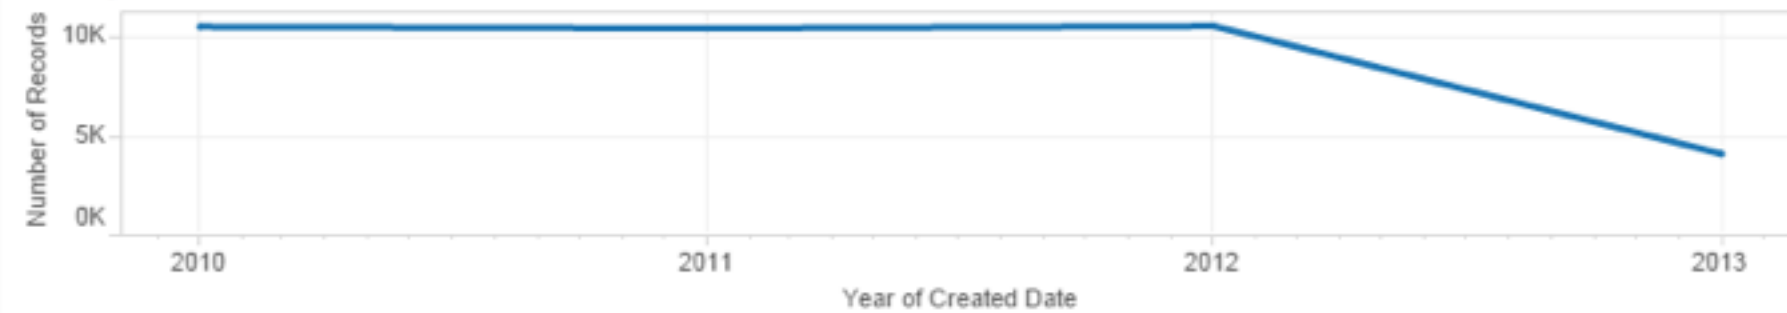 Number of Records
10K
5K
0K
2010 2011 2012 2013
Year of Created Date